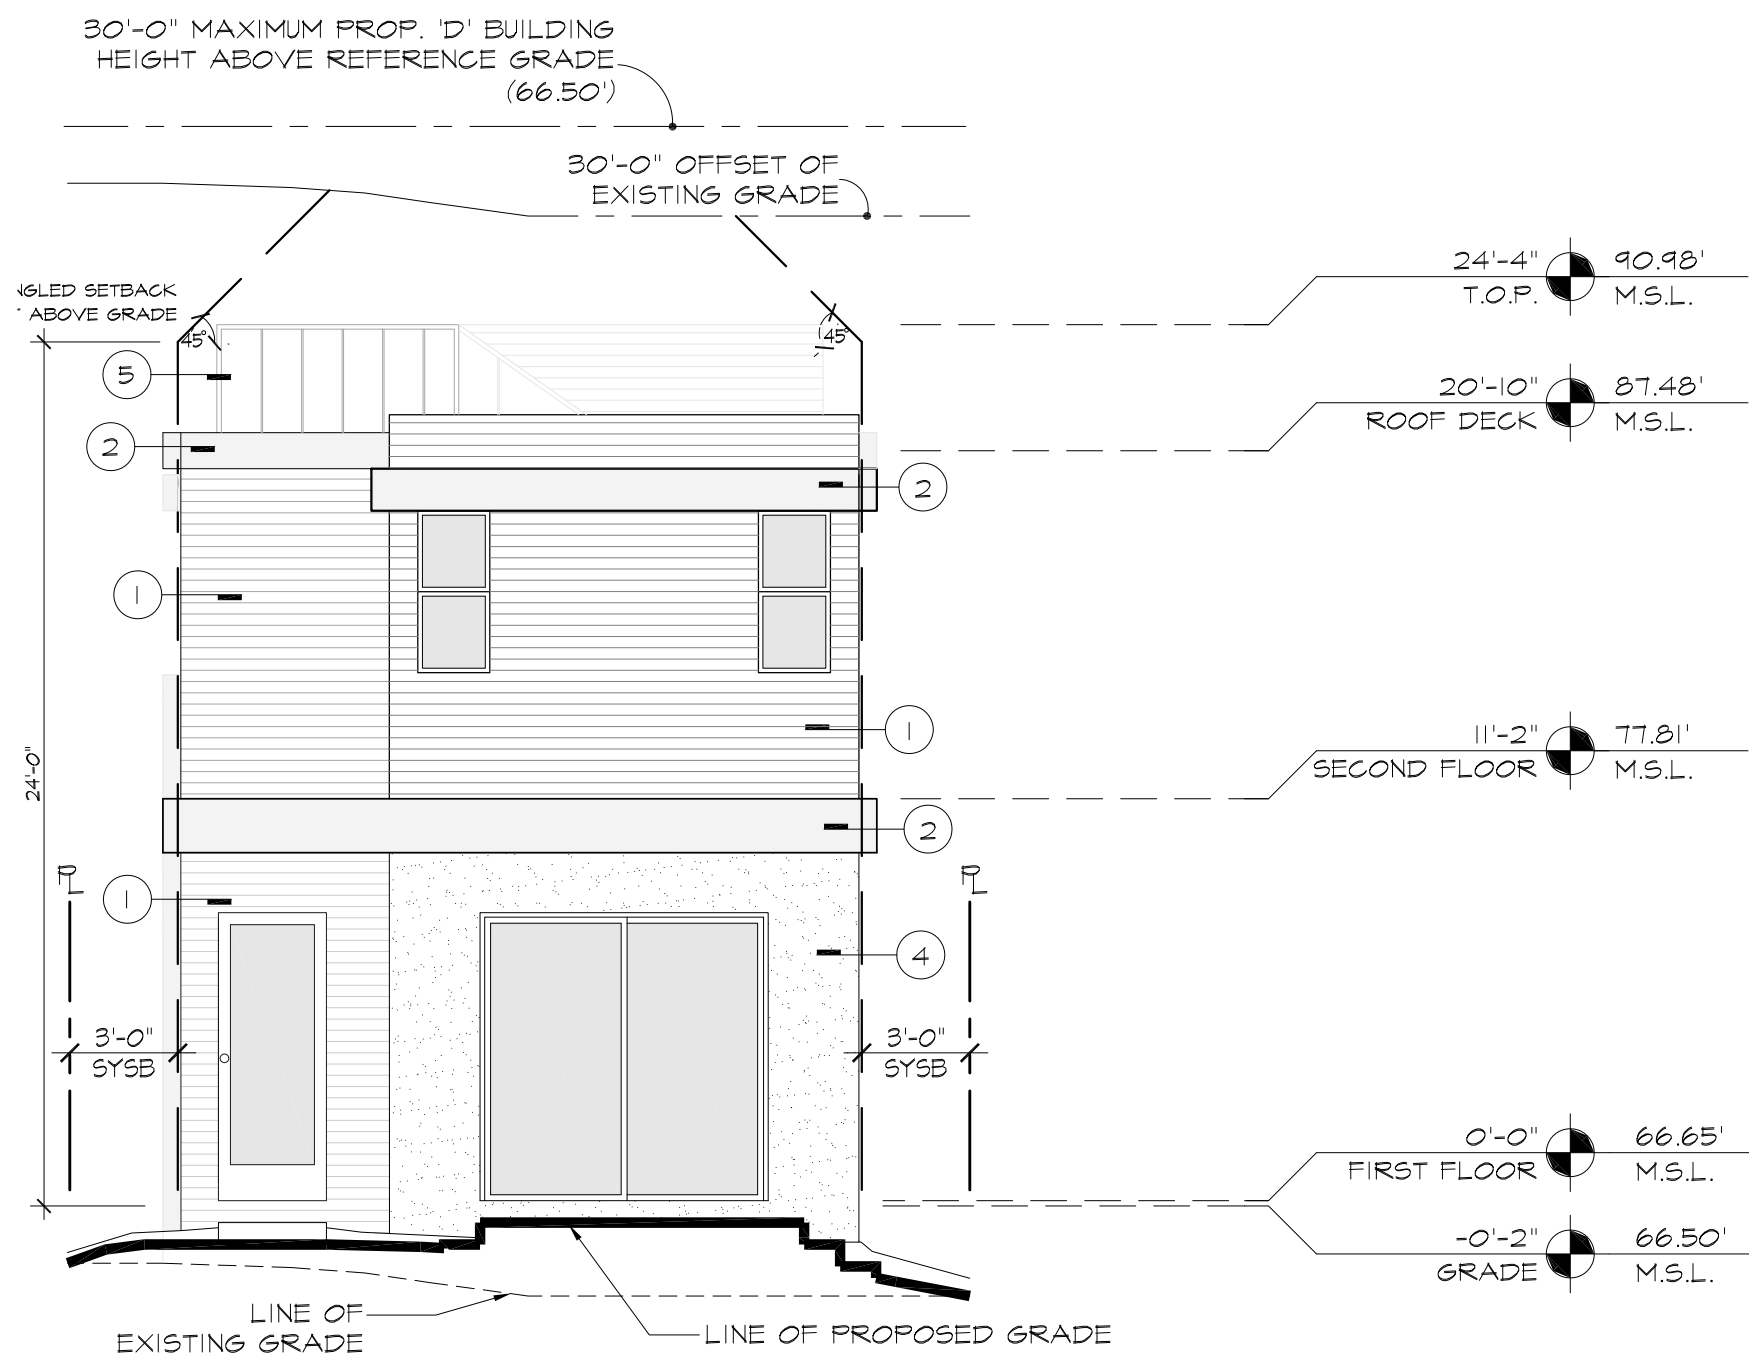 30'-0" MAXIMUM PROP. 'D' BUILDING
HEIGHT ABOVE REFERENCE GRADE
(66.50')
30'-0" OFFSET OF
EXISTING GRADE
24'-4"
T.O.P.
90.98'
M.S.L.
SETBACK
ABOVE GRADE
45°
45°
5
20'-10"
ROOF DECK
87.48'
M.S.L.
2
2
1
1
24'-0"
11'-2"
SECOND FLOOR
77.81'
M.S.L.
2
PL
PL
1
4
3'-0"
SYSB
3'-0"
SYSB
0'-0"
FIRST FLOOR
66.65'
M.S.L.
-0'-2"
GRADE
66.50'
M.S.L.
LINE OF
EXISTING GRADE
LINE OF PROPOSED GRADE